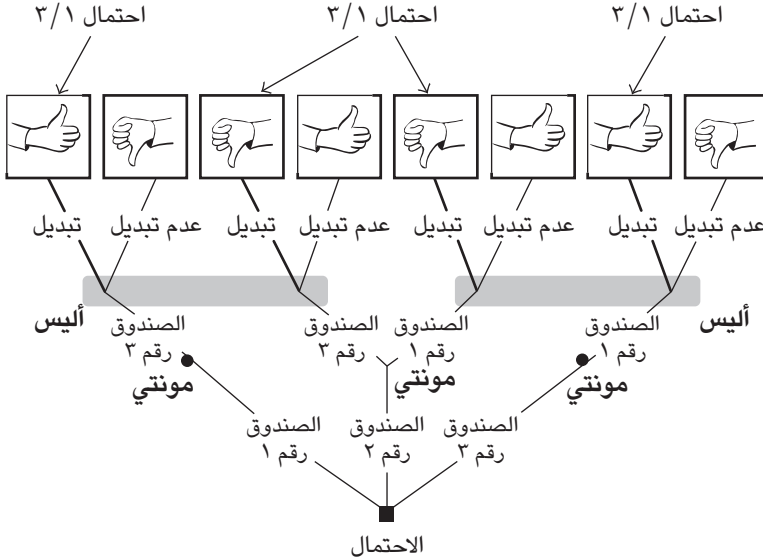 احتمال ١/٣ احتمال ١/٣ احتمال ١/٣
تبديل عدم تبديل تبديل عدم تبديل تبديل عدم تبديل تبديل عدم تبديل
أليس أليس
الصندوق الصندوق الصندوق الصندوق
رقم ١ رقم ١ رقم ٣ رقم ٣
مونتي مونتي مونتي
الصندوق الصندوق الصندوق
رقم ٣ رقم ٢ رقم ١
الاحتمال